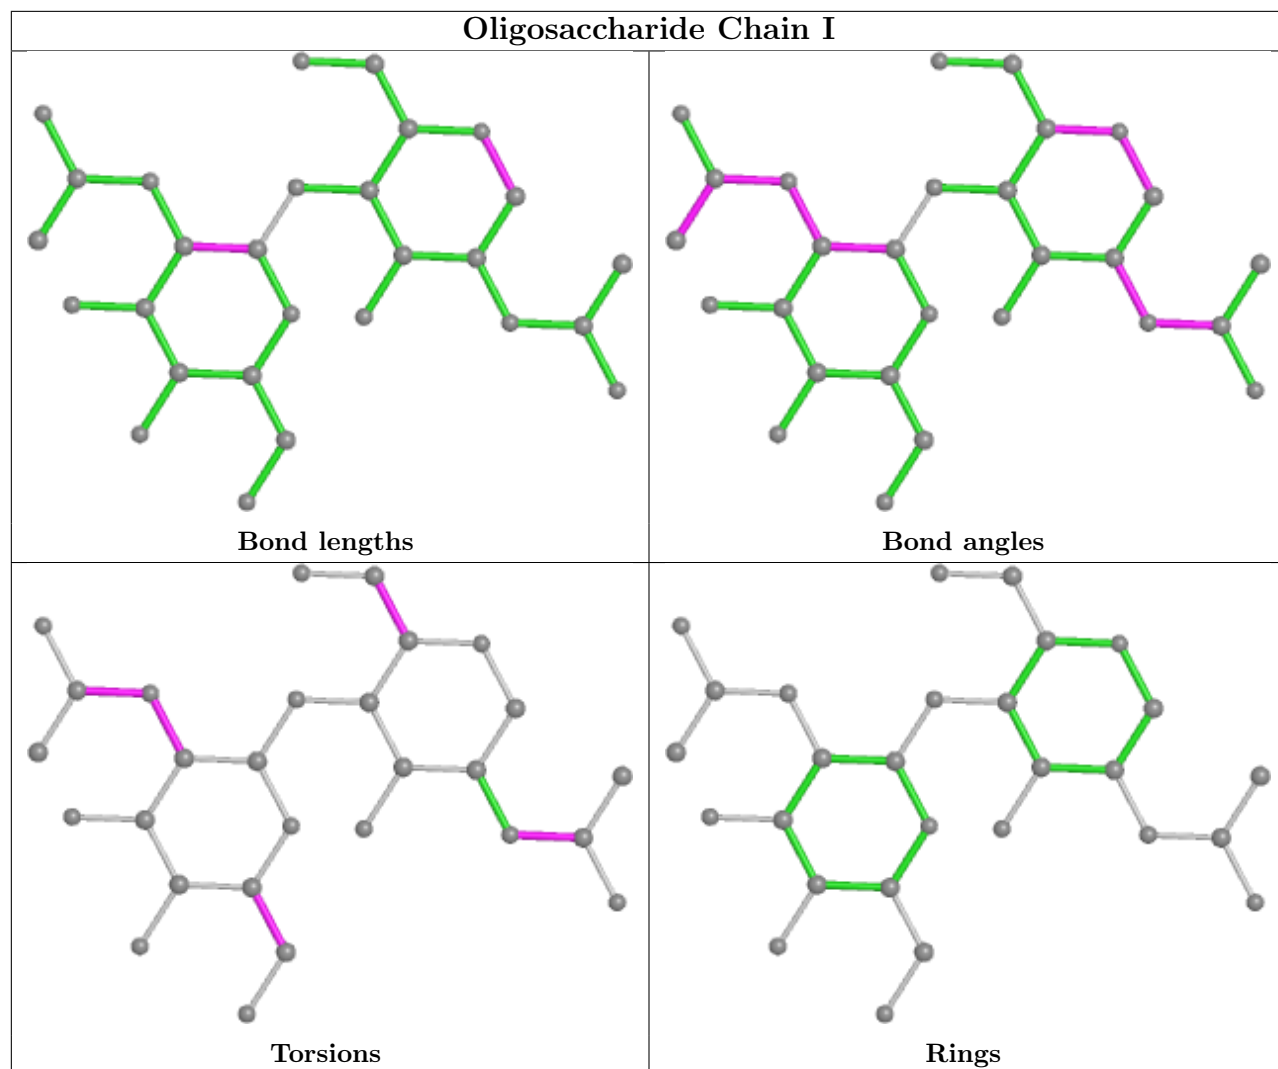 Oligosaccharide Chain I
Bond lengths
Bond angles
Torsions
Rings